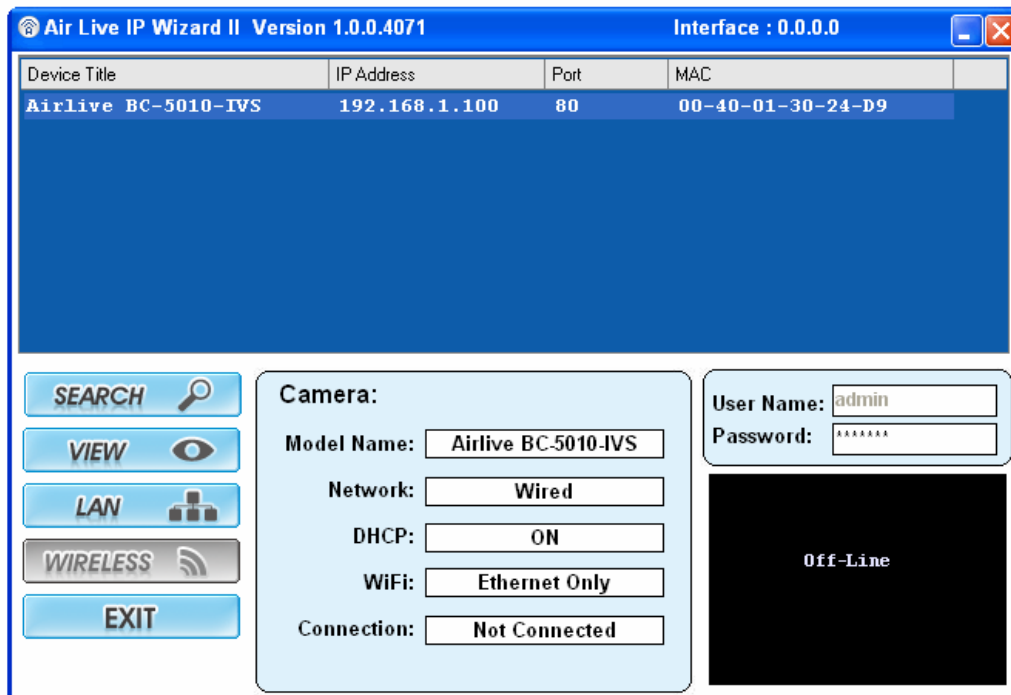 Air Live IP Wizard II Version 1.0.0.4071 Interface : 0.0.0.0
Device Title IP Address Port MAC
Airlive BC-5010-IVS 192.168.1.100 80 00-40-01-30-24-D9
SEARCH
VIEW
LAN
WIRELESS
EXIT
Camera:
Model Name: Airlive BC-5010-IVS
Network: Wired
DHCP: ON
WiFi: Ethernet Only
Connection: Not Connected
User Name: admin
Password: *******
Off-Line